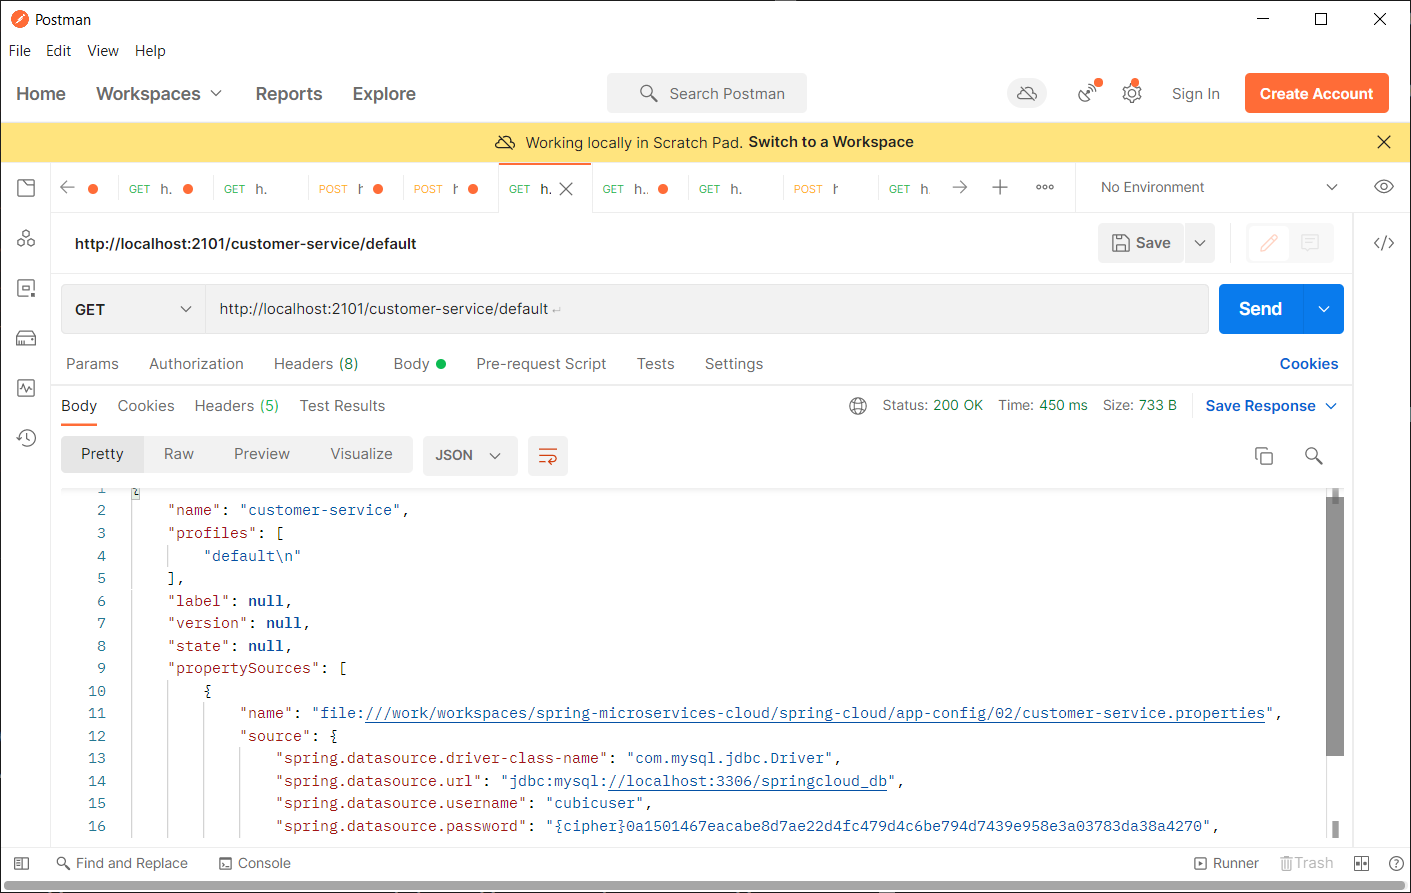 Postman
File Edit View Help
Home Workspaces Reports Explore Search Postman Sign In Create Account
Working locally in Scratch Pad. Switch to a Workspace
GET h. GET h. POST h POST h GET h. GET h.. GET h. POST h GET h No Environment
http://localhost:2101/customer-service/default Save </>
GET http://localhost:2101/customer-service/default Send
Params Authorization Headers (8) Body Pre-request Script Tests Settings Cookies
Body Cookies Headers (5) Test Results Status: 200 OK Time: 450 ms Size: 733 B Save Response
Pretty Raw Preview Visualize JSON
1 {
2 "name": "customer-service",
3 "profiles": [
4 "default\n"
5 ],
6 "label": null,
7 "version": null,
8 "state": null,
9 "propertySources": [
10 {
11 "name": "file:///work/workspaces/spring-microservices-cloud/spring-cloud/app-config/02/customer-service.properties",
12 "source": {
13 "spring.datasource.driver-class-name": "com.mysql.jdbc.Driver",
14 "spring.datasource.url": "jdbc:mysql://localhost:3306/springcloud_db",
15 "spring.datasource.username": "cubicuser",
16 "spring.datasource.password": "{cipher}0a1501467eacabe8d7ae22d4fc479d4c6be794d7439e958e3a03783da38a4270",
Find and Replace Console Runner Trash